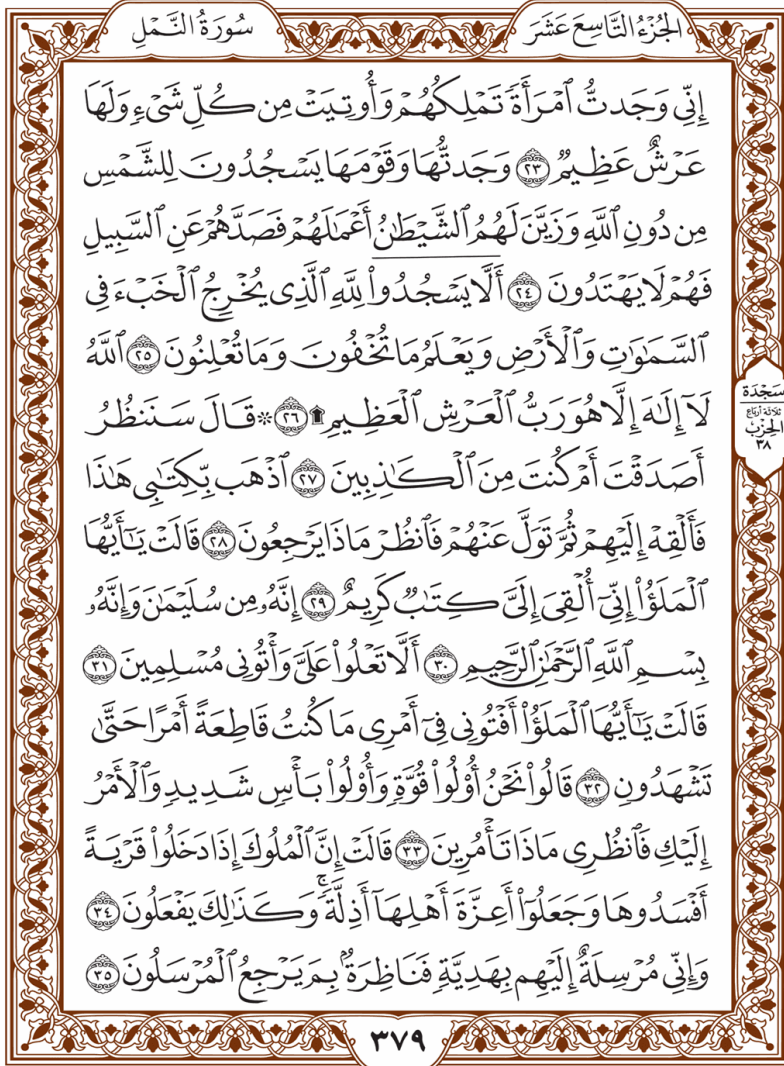 الجُزْءُ التَّاسِعَ عَشَرَ
سُورَةُ النَّمْلِ
إِنِّي وَجَدتُّ ٱمْرَأَةً تَمْلِكُهُمْ وَأُوتِيَتْ مِن كُلِّ شَىْءٍ وَلَهَا
عَرْشٌ عَظِيمٌ ٢٣ وَجَدتُّهَا وَقَوْمَهَا يَسْجُدُونَ لِلشَّمْسِ
مِن دُونِ ٱللَّهِ وَزَيَّنَ لَهُمُ ٱلشَّيْطَٰنُ أَعْمَٰلَهُمْ فَصَدَّهُمْ عَنِ ٱلسَّبِيلِ
فَهُمْ لَا يَهْتَدُونَ ٢٤ أَلَّا يَسْجُدُوا۟ لِلَّهِ ٱلَّذِى يُخْرِجُ ٱلْخَبْءَ فِى
ٱلسَّمَٰوَٰتِ وَٱلْأَرْضِ وَيَعْلَمُ مَا تُخْفُونَ وَمَا تُعْلِنُونَ ٢٥ ٱللَّهُ
لَآ إِلَٰهَ إِلَّا هُوَ رَبُّ ٱلْعَرْشِ ٱلْعَظِيمِ ۩ ٢٦ ۞ قَالَ سَنَنظُرُ
أَصَدَقْتَ أَمْ كُنتَ مِنَ ٱلْكَٰذِبِينَ ٢٧ ٱذْهَب بِّكِتَٰبِى هَٰذَا
فَأَلْقِهْ إِلَيْهِمْ ثُمَّ تَوَلَّ عَنْهُمْ فَٱنظُرْ مَاذَا يَرْجِعُونَ ٢٨ قَالَتْ يَٰٓأَيُّهَا
ٱلْمَلَؤُا۟ إِنِّىٓ أُلْقِىَ إِلَىَّ كِتَٰبٌ كَرِيمٌ ٢٩ إِنَّهُۥ مِن سُلَيْمَٰنَ وَإِنَّهُۥ
بِسْمِ ٱللَّهِ ٱلرَّحْمَٰنِ ٱلرَّحِيمِ ٣٠ أَلَّا تَعْلُوا۟ عَلَىَّ وَأْتُونِى مُسْلِمِينَ ٣١
قَالَتْ يَٰٓأَيُّهَا ٱلْمَلَؤُا۟ أَفْتُونِى فِىٓ أَمْرِى مَا كُنتُ قَاطِعَةً أَمْرًا حَتَّىٰ
تَشْهَدُونِ ٣٢ قَالُوا۟ نَحْنُ أُو۟لُوا۟ قُوَّةٍ وَأُو۟لُوا۟ بَأْسٍ شَدِيدٍ وَٱلْأَمْرُ
إِلَيْكِ فَٱنظُرِى مَاذَا تَأْمُرِينَ ٣٣ قَالَتْ إِنَّ ٱلْمُلُوكَ إِذَا دَخَلُوا۟ قَرْيَةً
أَفْسَدُوهَا وَجَعَلُوٓا۟ أَعِزَّةَ أَهْلِهَآ أَذِلَّةً ۖ وَكَذَٰلِكَ يَفْعَلُونَ ٣٤
وَإِنِّى مُرْسِلَةٌ إِلَيْهِم بِهَدِيَّةٍ فَنَاظِرَةٌۢ بِمَ يَرْجِعُ ٱلْمُرْسَلُونَ ٣٥
سَجْدَة
ثلاثة أرباع
الحِزْب
٣٨
٣٧٩